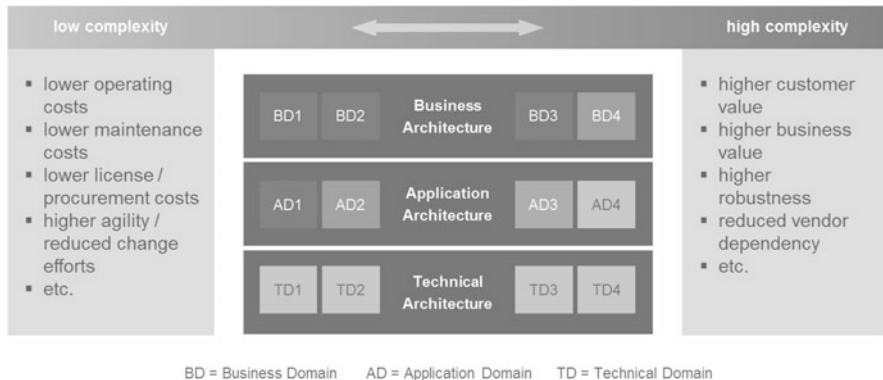 low complexity
high complexity
▪ lower operating
costs
▪ lower maintenance
costs
▪ lower license /
procurement costs
▪ higher agility /
reduced change
efforts
▪ etc.
BD1 BD2 Business Architecture BD3 BD4
AD1 AD2 Application Architecture AD3 AD4
TD1 TD2 Technical Architecture TD3 TD4
▪ higher customer
value
▪ higher business
value
▪ higher
robustness
▪ reduced vendor
dependency
▪ etc.
BD = Business Domain AD = Application Domain TD = Technical Domain